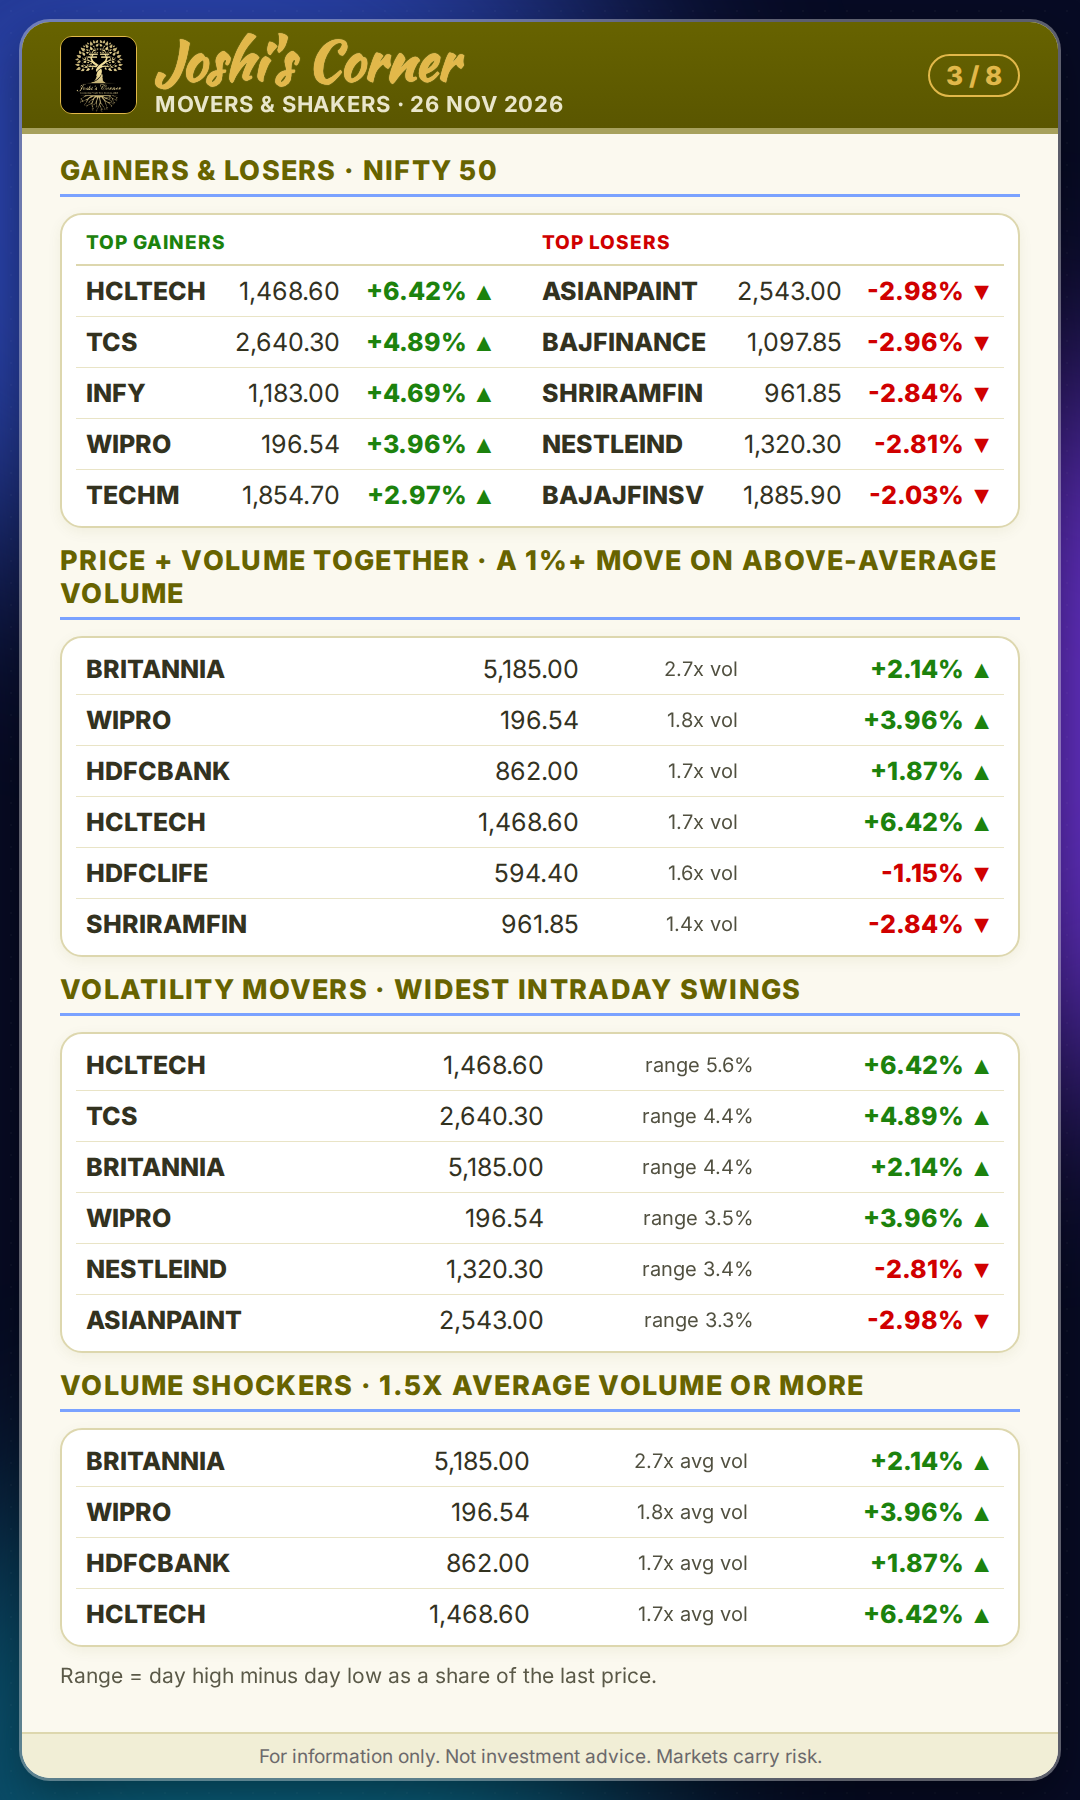 Joshi's Corner
Joshi's Corner
MOVERS & SHAKERS · 26 NOV 2026
3 / 8
GAINERS & LOSERS · NIFTY 50
TOP GAINERS TOP LOSERS
HCLTECH 1,468.60 +6.42% ▲ ASIANPAINT 2,543.00 -2.98% ▼
TCS 2,640.30 +4.89% ▲ BAJFINANCE 1,097.85 -2.96% ▼
INFY 1,183.00 +4.69% ▲ SHRIRAMFIN 961.85 -2.84% ▼
WIPRO 196.54 +3.96% ▲ NESTLEIND 1,320.30 -2.81% ▼
TECHM 1,854.70 +2.97% ▲ BAJAJFINSV 1,885.90 -2.03% ▼
PRICE + VOLUME TOGETHER · A 1%+ MOVE ON ABOVE-AVERAGE
VOLUME
BRITANNIA 5,185.00 2.7x vol +2.14% ▲
WIPRO 196.54 1.8x vol +3.96% ▲
HDFCBANK 862.00 1.7x vol +1.87% ▲
HCLTECH 1,468.60 1.7x vol +6.42% ▲
HDFCLIFE 594.40 1.6x vol -1.15% ▼
SHRIRAMFIN 961.85 1.4x vol -2.84% ▼
VOLATILITY MOVERS · WIDEST INTRADAY SWINGS
HCLTECH 1,468.60 range 5.6% +6.42% ▲
TCS 2,640.30 range 4.4% +4.89% ▲
BRITANNIA 5,185.00 range 4.4% +2.14% ▲
WIPRO 196.54 range 3.5% +3.96% ▲
NESTLEIND 1,320.30 range 3.4% -2.81% ▼
ASIANPAINT 2,543.00 range 3.3% -2.98% ▼
VOLUME SHOCKERS · 1.5X AVERAGE VOLUME OR MORE
BRITANNIA 5,185.00 2.7x avg vol +2.14% ▲
WIPRO 196.54 1.8x avg vol +3.96% ▲
HDFCBANK 862.00 1.7x avg vol +1.87% ▲
HCLTECH 1,468.60 1.7x avg vol +6.42% ▲
Range = day high minus day low as a share of the last price.
For information only. Not investment advice. Markets carry risk.